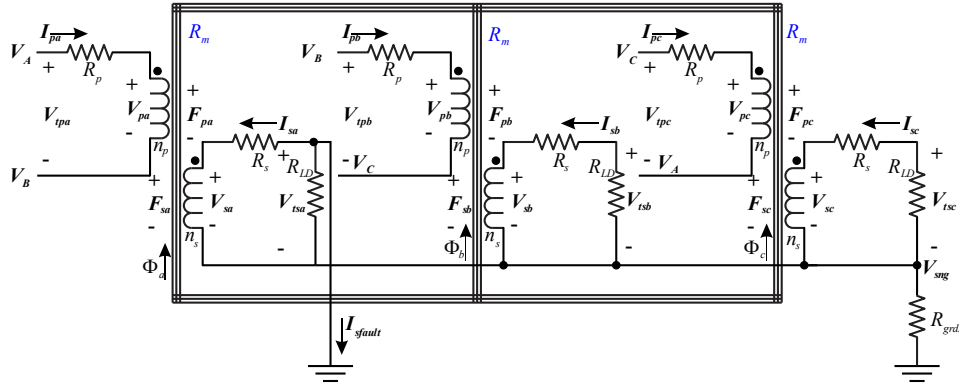 I_pa R_m I_pb R_m I_pc R_m
V_A V_B V_C
+ R_p + R_p + R_p
+ + + + + +
V_tpa V_pa F_pa I_sa V_tpb V_pb F_pb I_sb V_tpc V_pc F_pc I_sc
- - - - - -
n_p n_p n_p
R_s + R_LD R_s R_LD + R_s R_LD +
- - V_C - V_A
V_B
+ + + + + +
F_sa V_sa V_tsa F_sb V_sb V_tsb F_sc V_sc V_tsc
- - - - - - - - -
n_s n_s n_s
Φ_a Φ_b Φ_c
V_sng
I_sfault R_grd